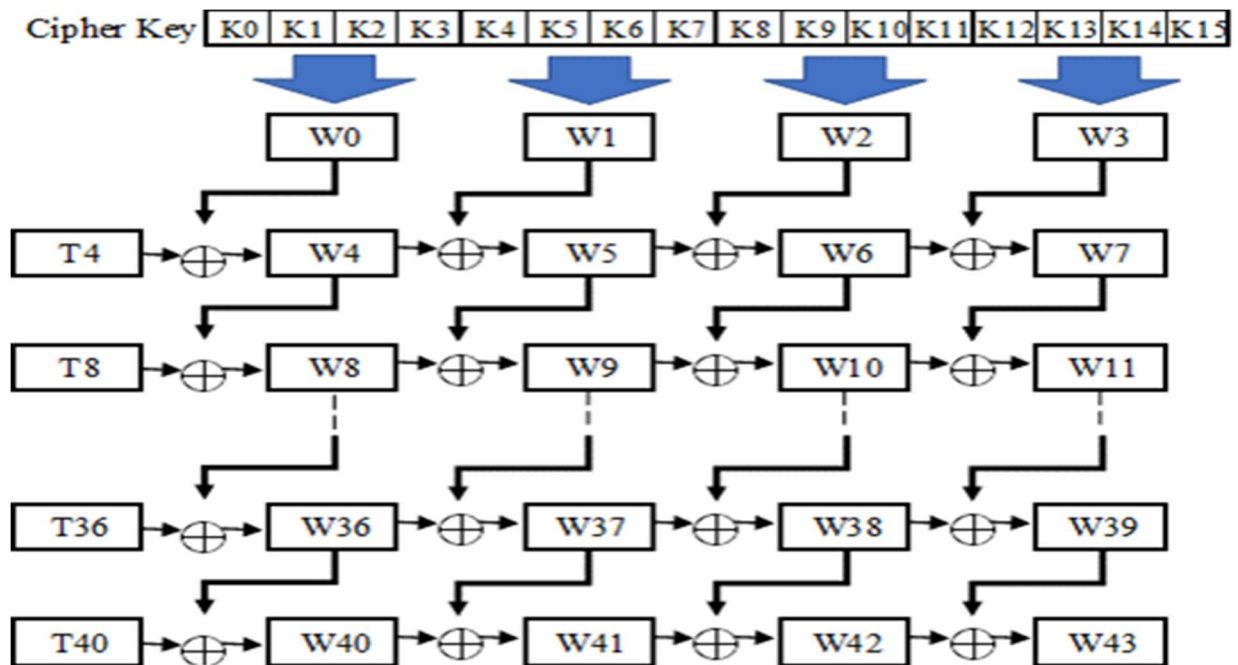 Cipher Key K0 K1 K2 K3 K4 K5 K6 K7 K8 K9 K10 K11 K12 K13 K14 K15
W0 W1 W2 W3
T4 W4 W5 W6 W7
T8 W8 W9 W10 W11
T36 W36 W37 W38 W39
T40 W40 W41 W42 W43